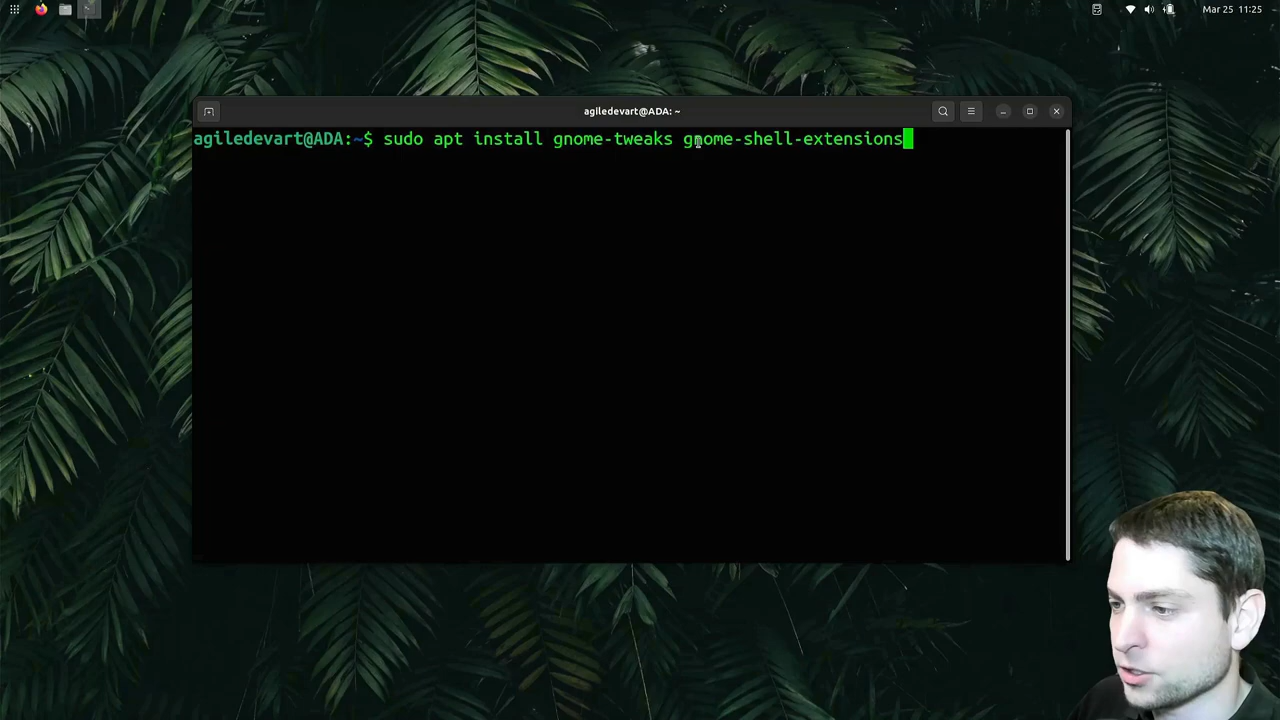 Mar 25 11:25
agiledevart@ADA: ~
agiledevart@ADA:~$ sudo apt install gnome-tweaks gnome-shell-extensions